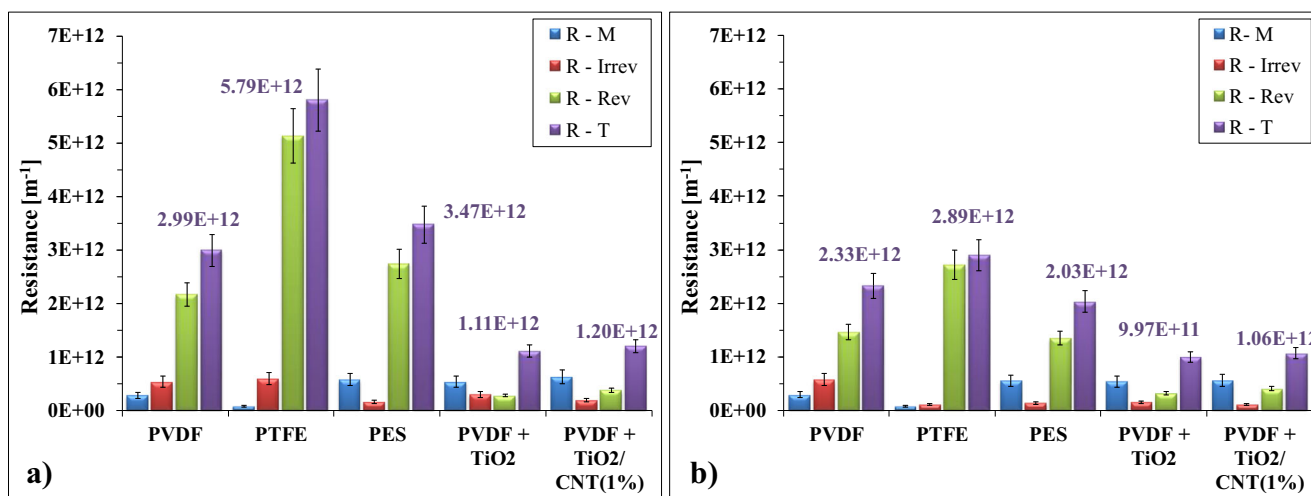 7E+12
6E+12
5E+12
4E+12
3E+12
2E+12
1E+12
0E+00
Resistance [m⁻¹]
R - M
R - Irrev
R - Rev
R - T
2.99E+12
5.79E+12
3.47E+12
1.11E+12
1.20E+12
PVDF
PTFE
PES
PVDF +
TiO2
PVDF +
TiO2/
CNT(1%)
a)
7E+12
6E+12
5E+12
4E+12
3E+12
2E+12
1E+12
0E+00
Resistance [m⁻¹]
R- M
R - Irrev
R - Rev
R - T
2.33E+12
2.89E+12
2.03E+12
9.97E+11
1.06E+12
PVDF
PTFE
PES
PVDF +
TiO2
PVDF +
TiO2/
CNT(1%)
b)